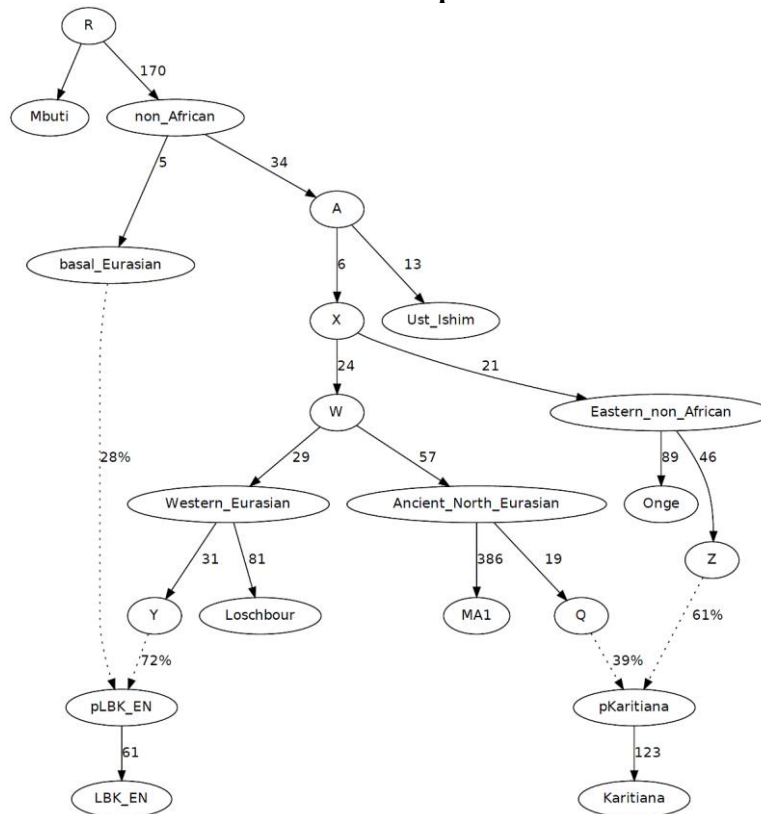 R
170
Mbuti
non_African
5
34
A
basal_Eurasian
6
13
X
Ust_Ishim
24
21
W
Eastern_non_African
28%
29
57
89
46
Western_Eurasian
Ancient_North_Eurasian
Onge
31
81
386
19
Z
Y
Loschbour
MA1
Q
61%
72%
39%
pLBK_EN
pKaritiana
61
123
LBK_EN
Karitiana